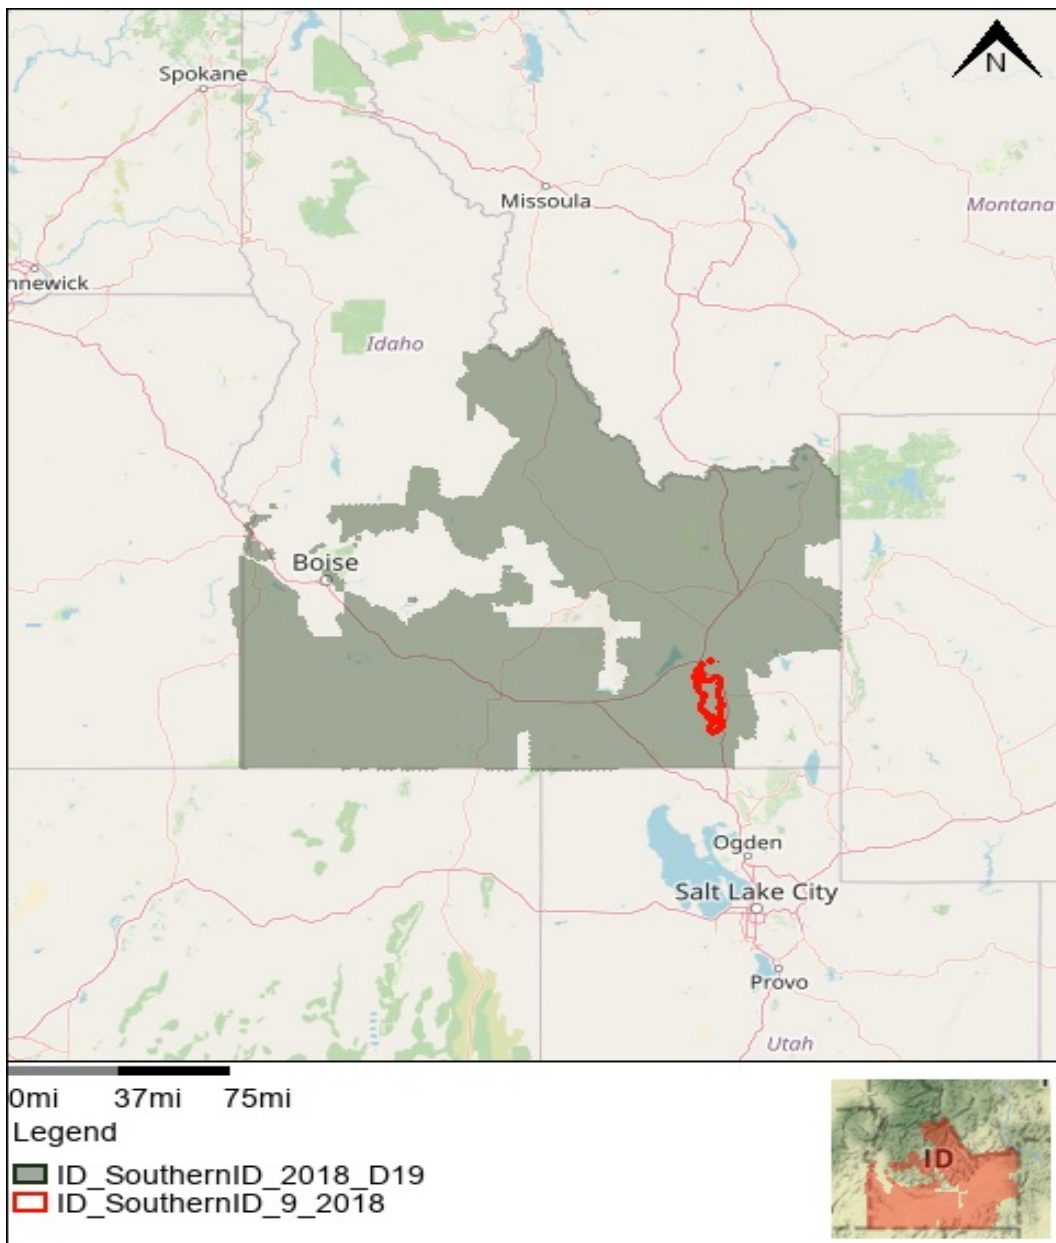 Spokane
N
Missoula
Montana
nnewick
Idaho
Boise
Ogden
Salt Lake City
Provo
Utah
0mi 37mi 75mi
Legend
ID_SouthernID_2018_D19
ID_SouthernID_9_2018
ID